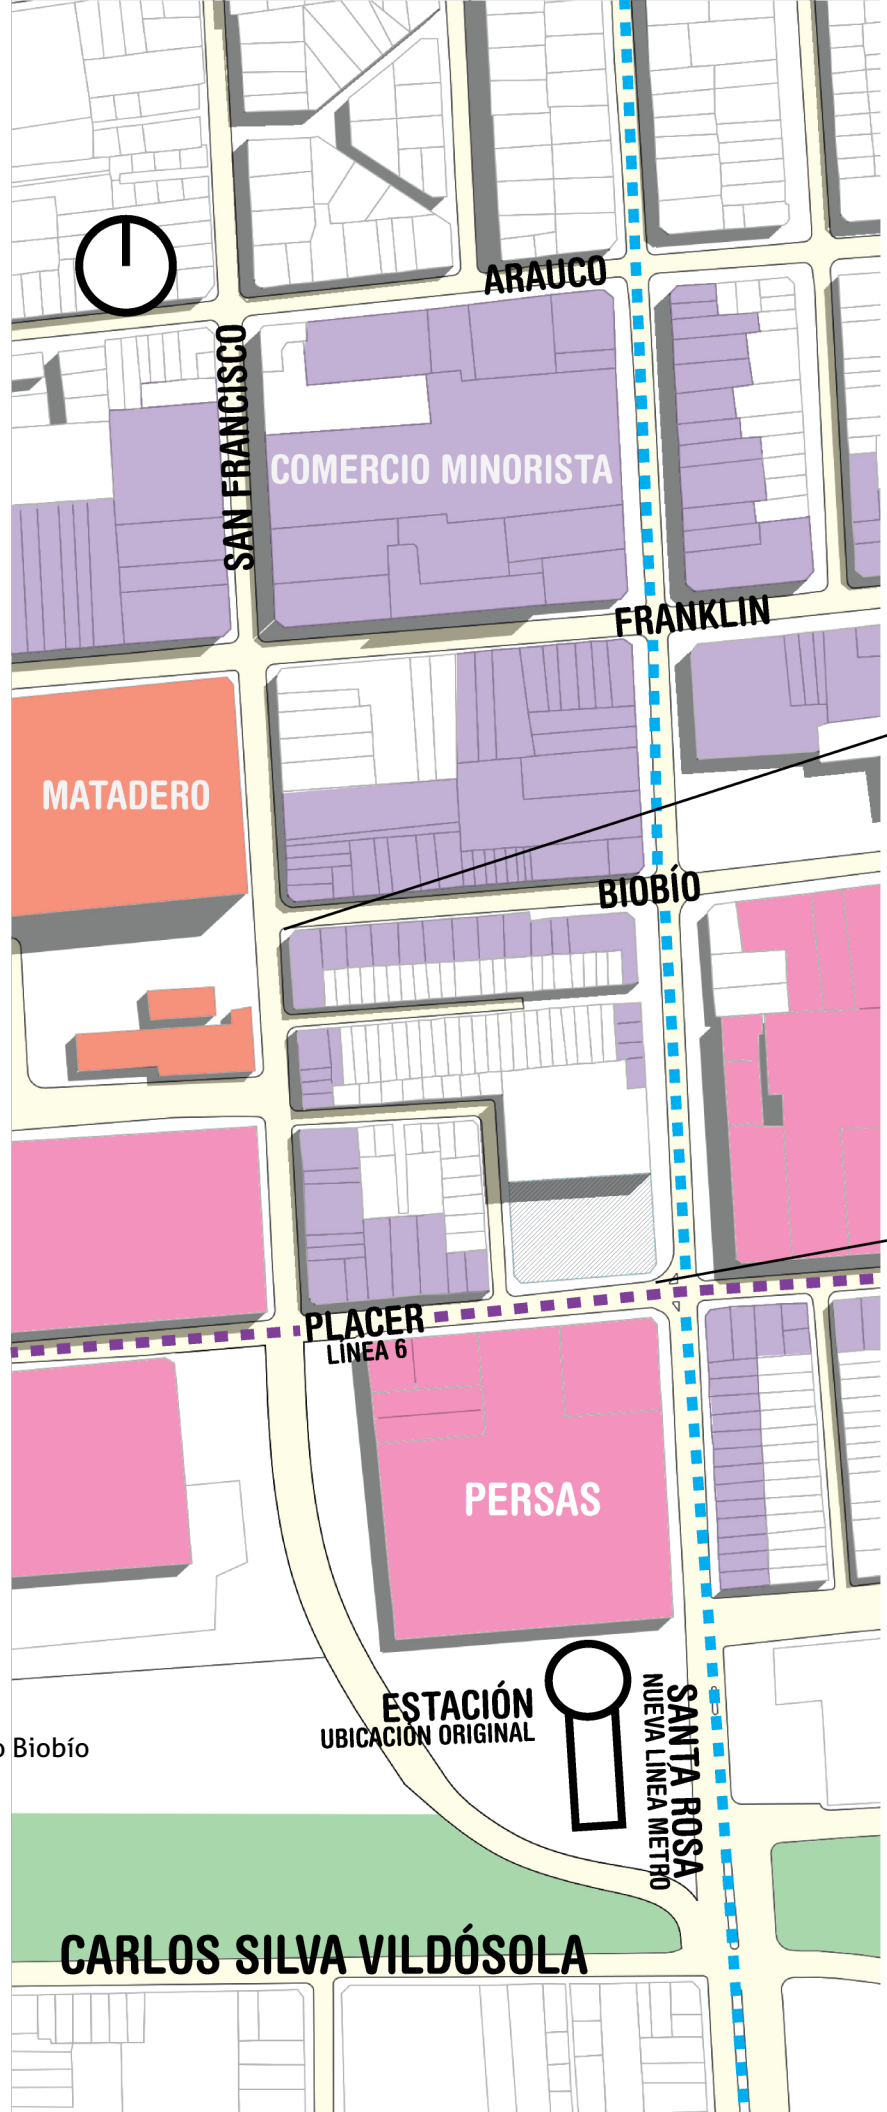 ARAUCO
SAN FRANCISCO
COMERCIO MINORISTA
FRANKLIN
MATADERO
BIOBÍO
PLACER
LÍNEA 6
PERSAS
ESTACIÓN
UBICACIÓN ORIGINAL
SANTA ROSA
NUEVA LÍNEA METRO
Biobío
CARLOS SILVA VILDÓSOLA